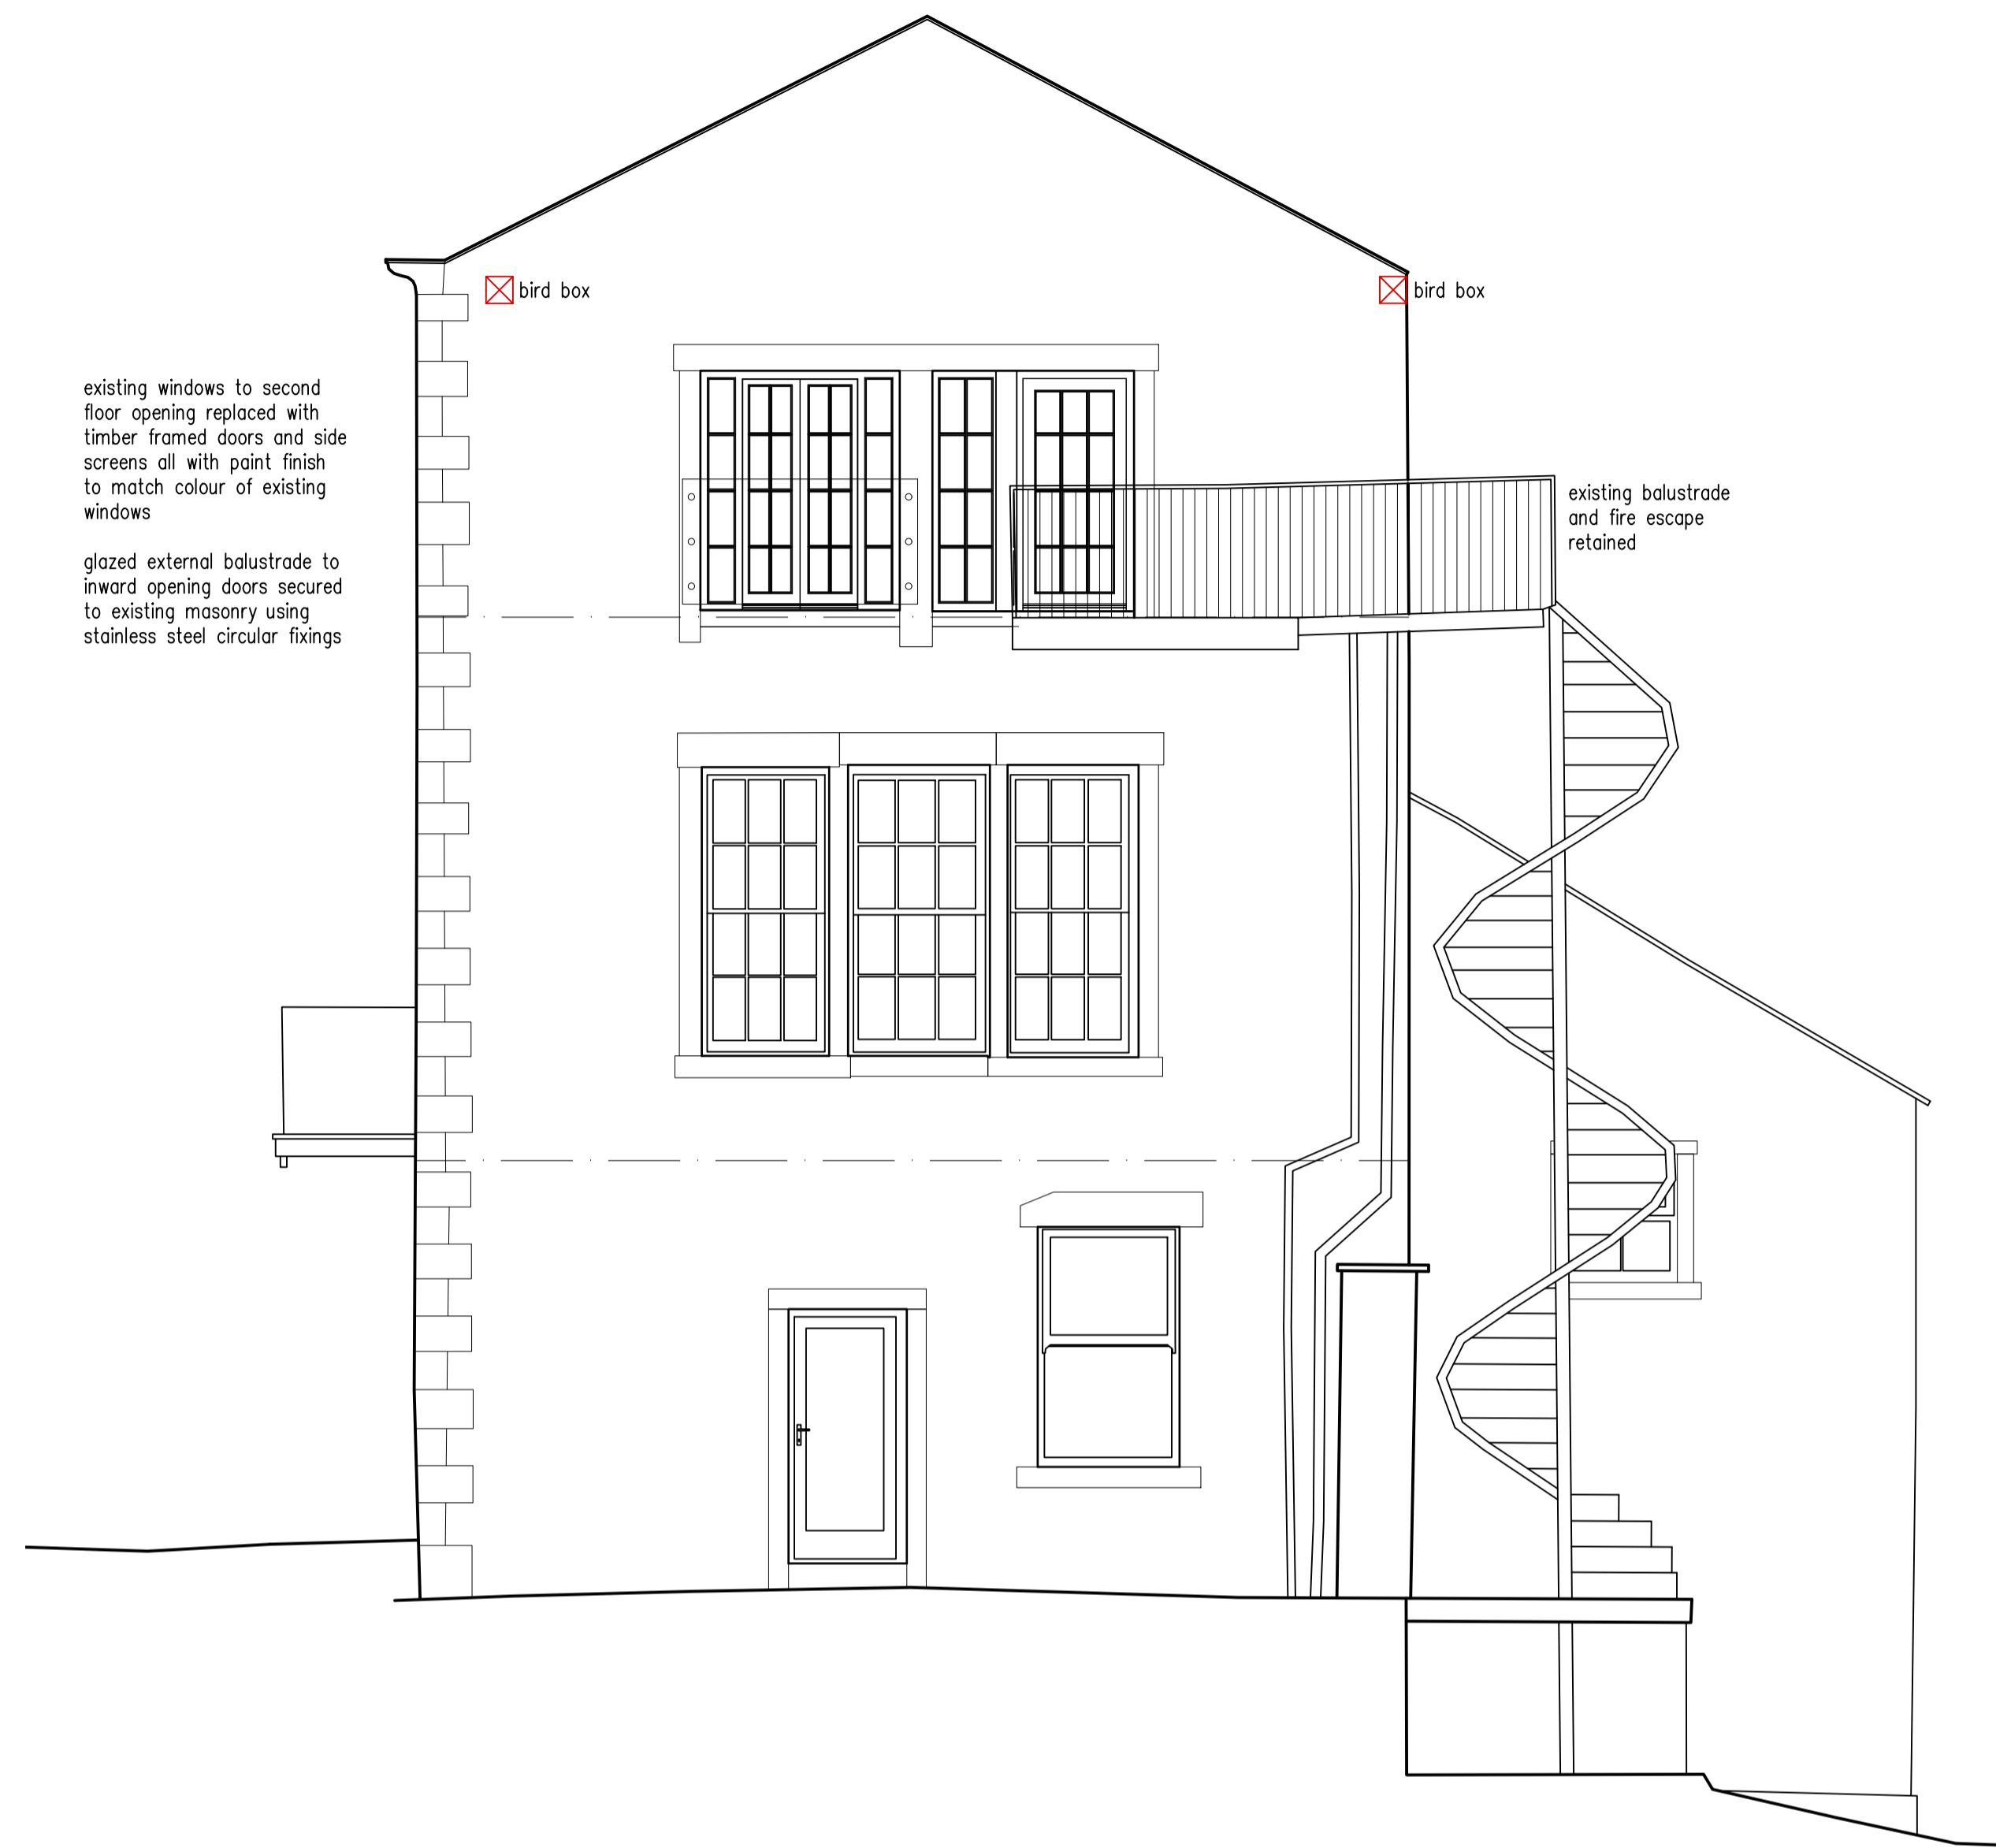 bird box
bird box
existing windows to second
floor opening replaced with
timber framed doors and side
screens all with paint finish
to match colour of existing
windows
glazed external balustrade to
inward opening doors secured
to existing masonry using
stainless steel circular fixings
existing balustrade
and fire escape
retained